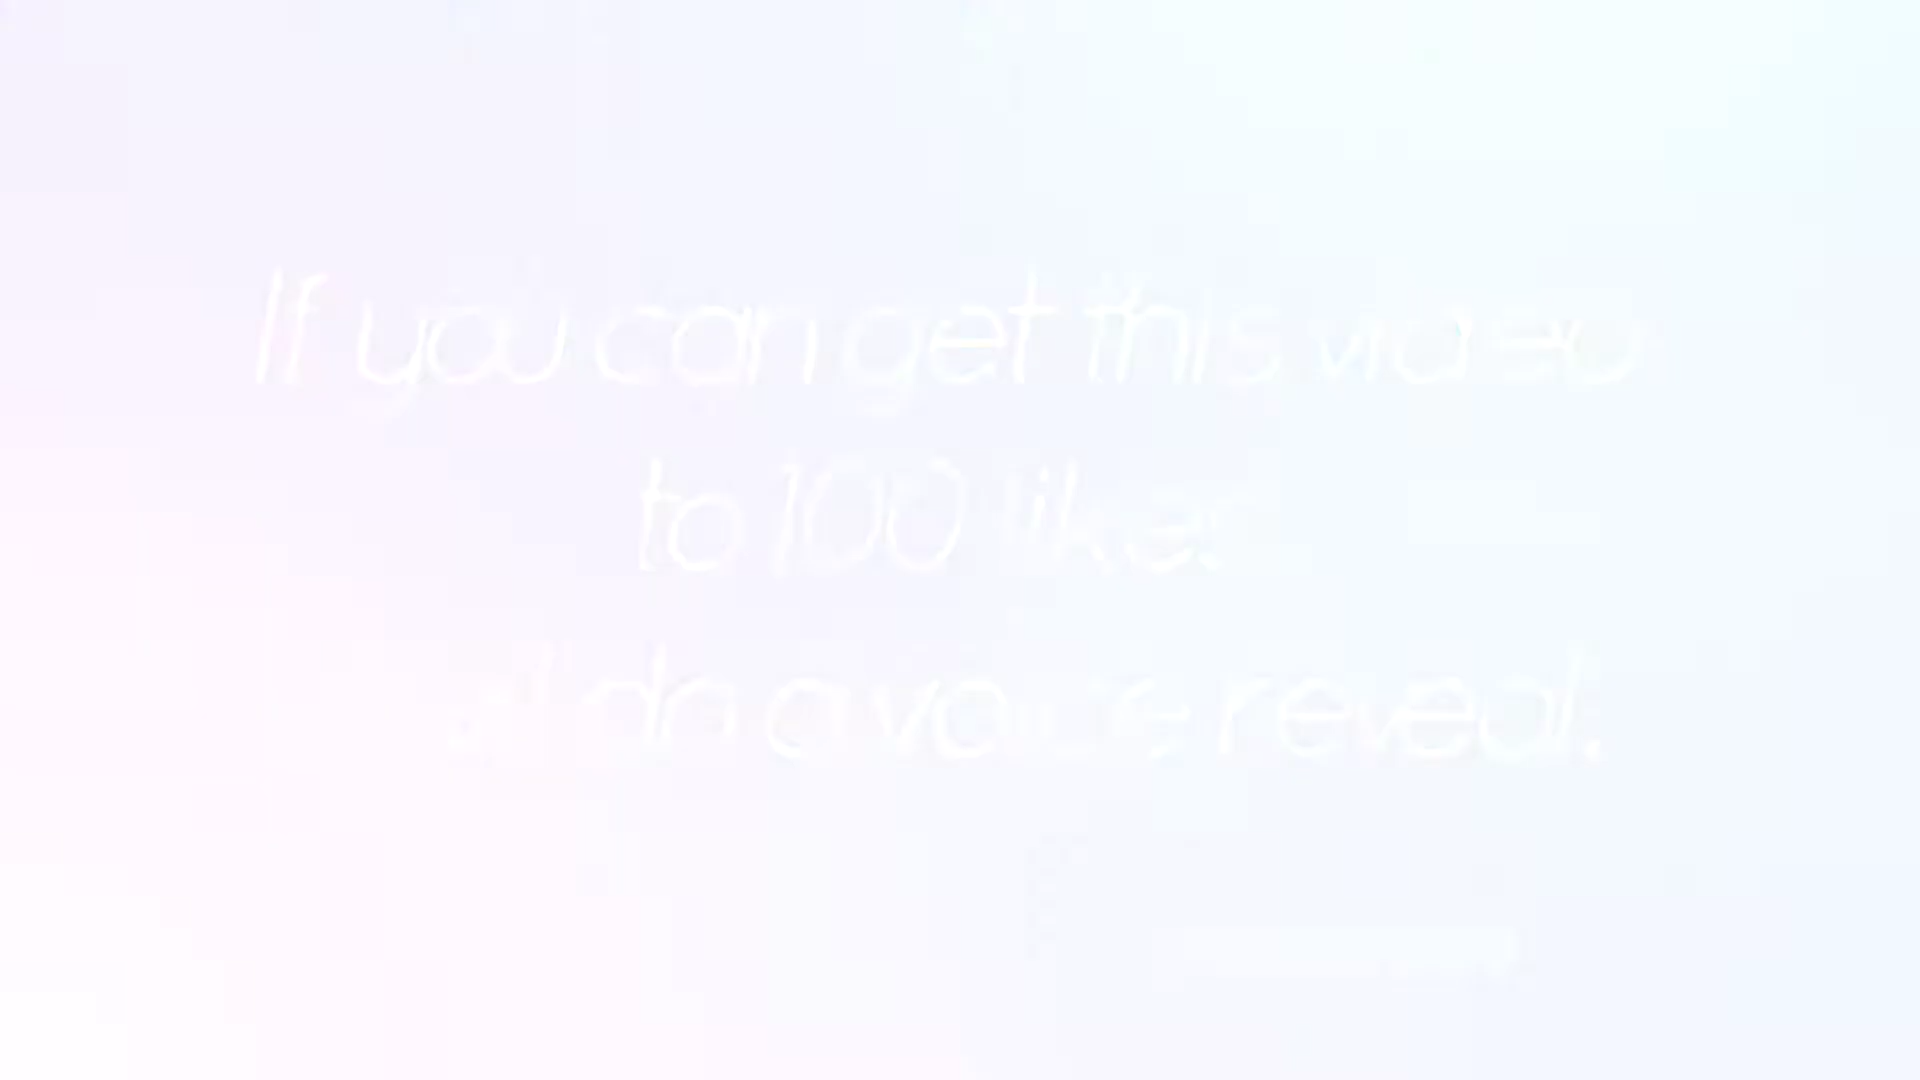 If you can get this video
to 100 likes
do a voice reveal.